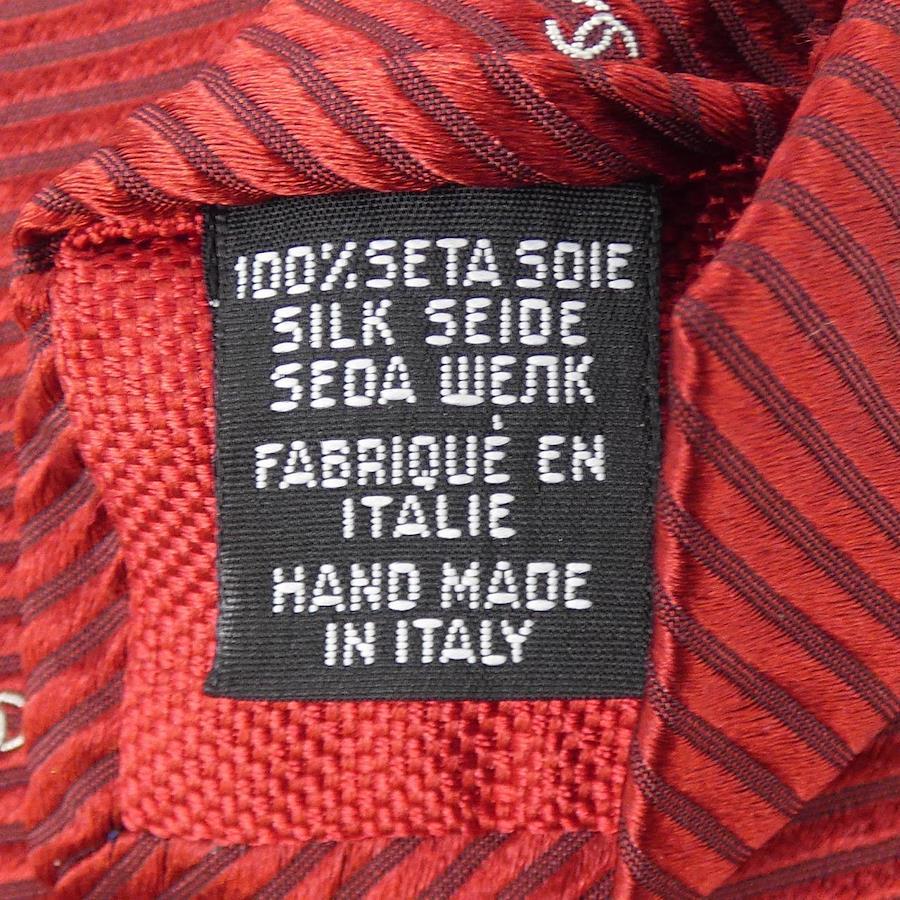 100%SETA SOIE
SILK SEIDE
SEDA ШЕЛК
FABRIQUÉ EN
ITALIE
HAND MADE
IN ITALY